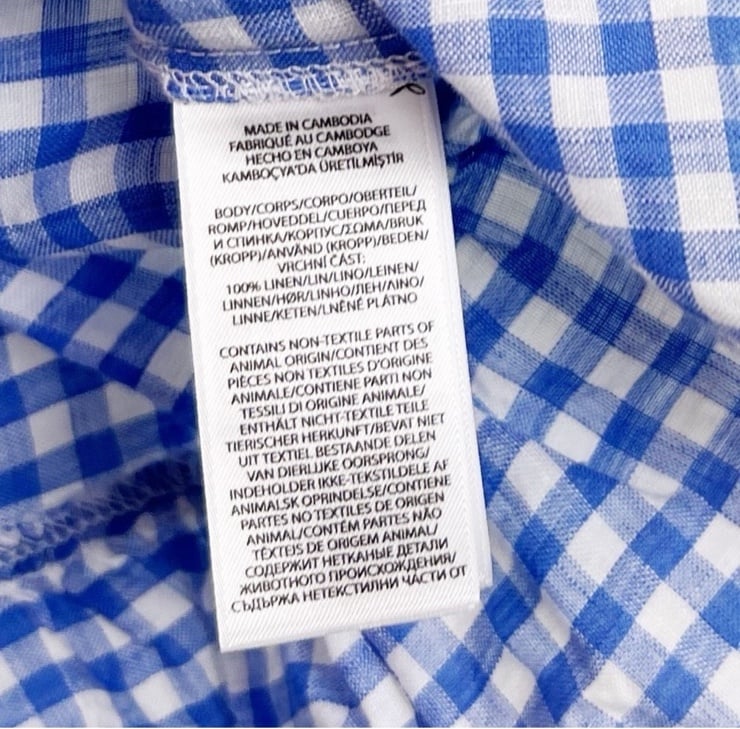 MADE IN CAMBODIA
FABRIQUÉ AU CAMBODGE
HECHO EN CAMBOYA
KAMBOÇYA'DA ÜRETILMIŞTIR
BODY/CORPS/CORPO/OBERTEIL/
ROMP/HOVEDDEL/CUERPO/ПЕРЕД
И СПИНКА/КОРПУС/ΣΩΜΑ/BRUK
(KROPP)/ANVÄND (KROPP)/BEDEN/
VRCHNÍ ČÁST:
100% LINEN/LIN/LINO/LEINEN/
LINNEN/HØR/LINHO/ЛЕН/ΛΙΝΟ/
LINNE/KETEN/LNĚNÉ PLÁTNO
CONTAINS NON-TEXTILE PARTS OF
ANIMAL ORIGIN/CONTIENT DES
PIÈCES NON TEXTILES D'ORIGINE
ANIMALE/CONTIENE PARTI NON
TESSILI DI ORIGINE ANIMALE/
ENTHÄLT NICHT-TEXTILE TEILE
TIERISCHER HERKUNFT/BEVAT NIET
UIT TEXTIEL BESTAANDE DELEN
VAN DIERLIJKE OORSPRONG/
INDEHOLDER IKKE-TEKSTILDELE AF
ANIMALSK OPRINDELSE/CONTIENE
PARTES NO TEXTILES DE ORIGEN
ANIMAL/CONTÉM PARTES NÃO
TÊXTEIS DE ORIGEM ANIMAL/
СОДЕРЖИТ НЕТКАНЫЕ ДЕТАЛИ
ЖИВОТНОГО ПРОИСХОЖДЕНИЯ/
СЪДЪРЖА НЕТЕКСТИЛНИ ЧАСТИ ОТ